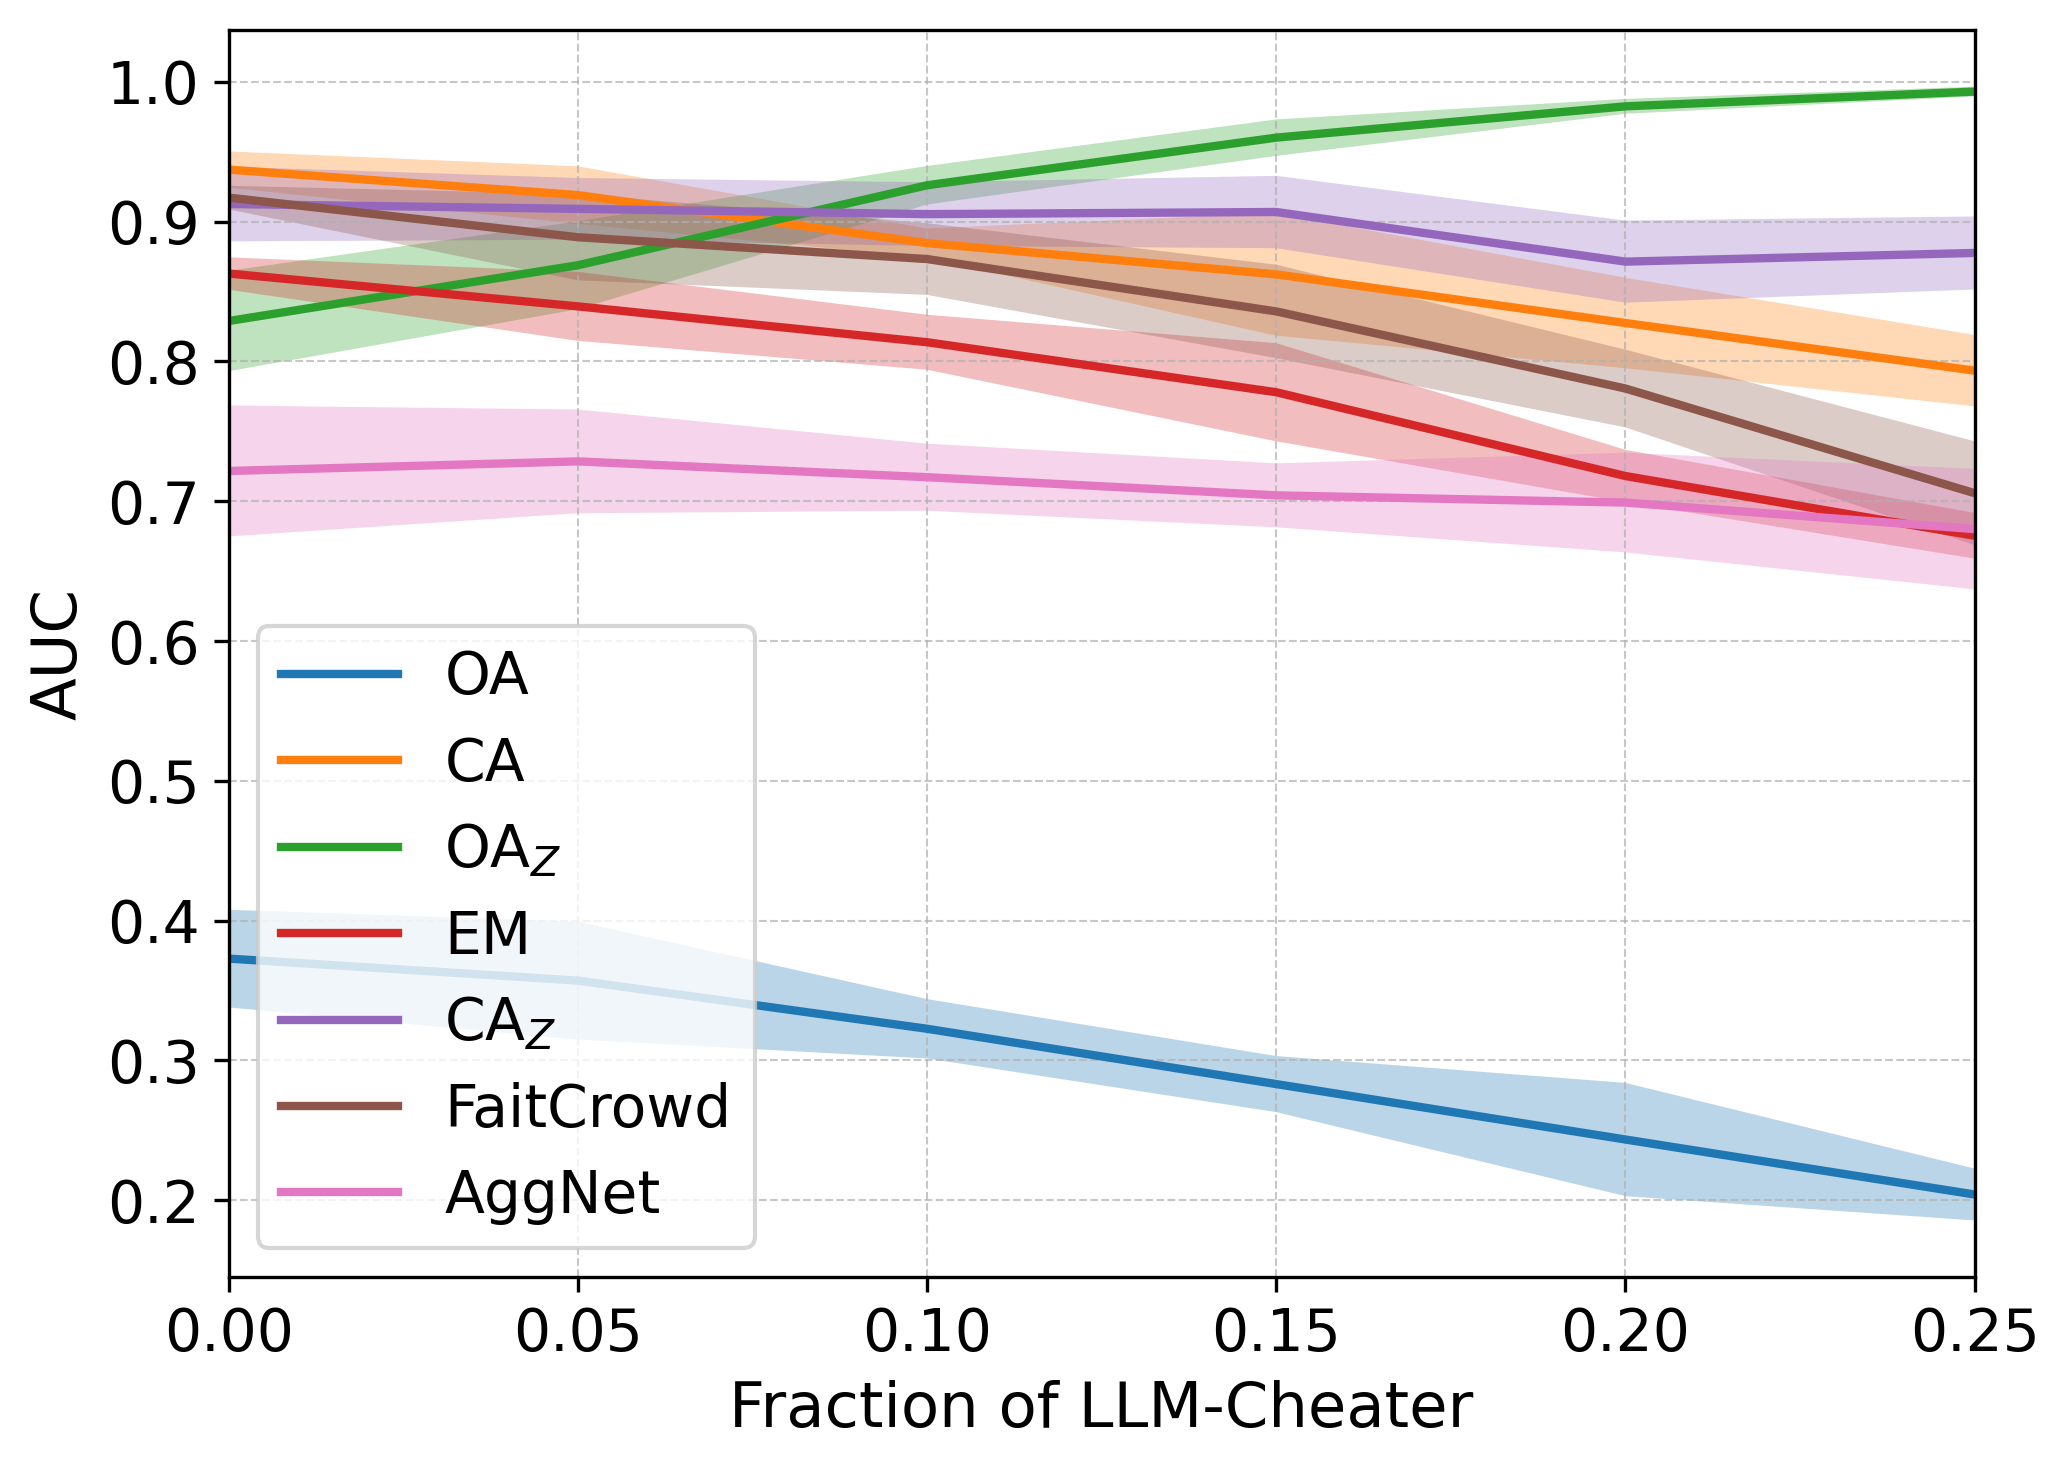 AUC
1.0
0.9
0.8
0.7
0.6
0.5
0.4
0.3
0.2
OA
CA
OA_Z
EM
CA_Z
FaitCrowd
AggNet
0.00 0.05 0.10 0.15 0.20 0.25
Fraction of LLM-Cheater